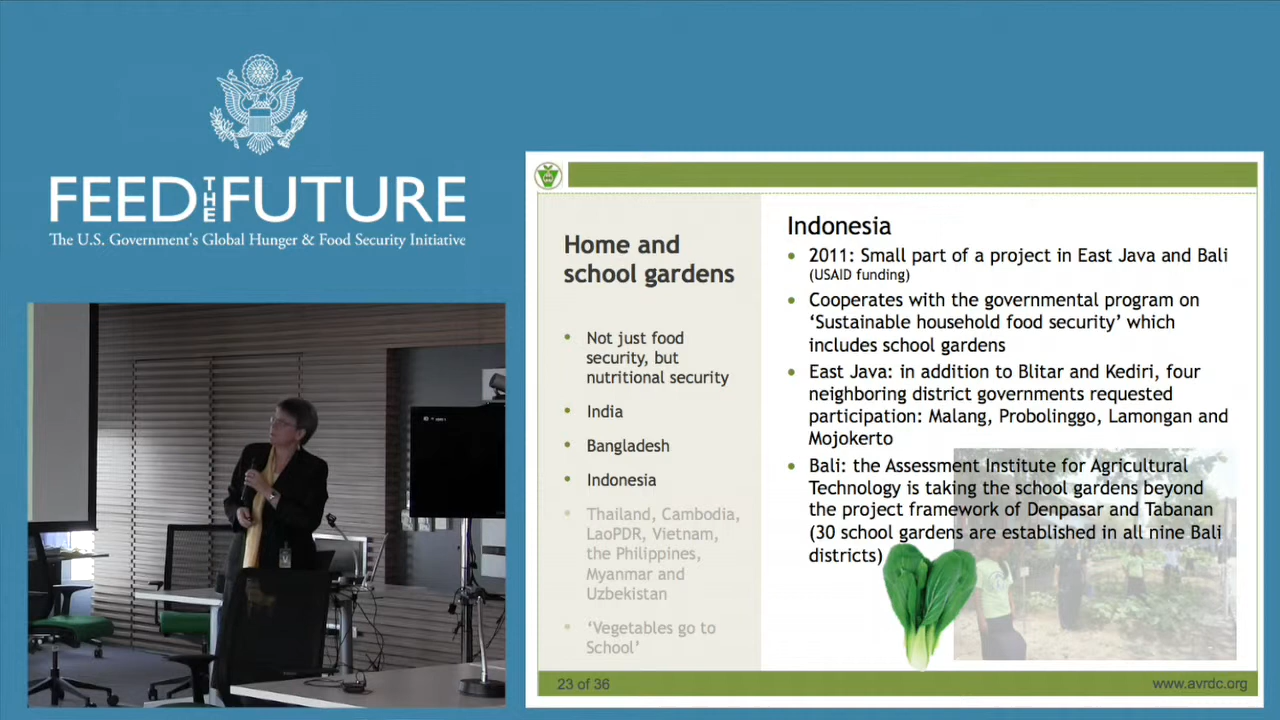 FEED THE FUTURE
The U.S. Government's Global Hunger & Food Security Initiative
Home and
school gardens
• Not just food
security, but
nutritional security
• India
• Bangladesh
• Indonesia
• Thailand, Cambodia,
LaoPDR, Vietnam,
the Philippines,
Myanmar and
Uzbekistan
• ‘Vegetables go to
School’
Indonesia
• 2011: Small part of a project in East Java and Bali
(USAID funding)
• Cooperates with the governmental program on
‘Sustainable household food security’ which
includes school gardens
• East Java: in addition to Blitar and Kediri, four
neighboring district governments requested
participation: Malang, Probolinggo, Lamongan and
Mojokerto
• Bali: the Assessment Institute for Agricultural
Technology is taking the school gardens beyond
the project framework of Denpasar and Tabanan
(30 school gardens are established in all nine Bali
districts)
23 of 36
www.avrdc.org